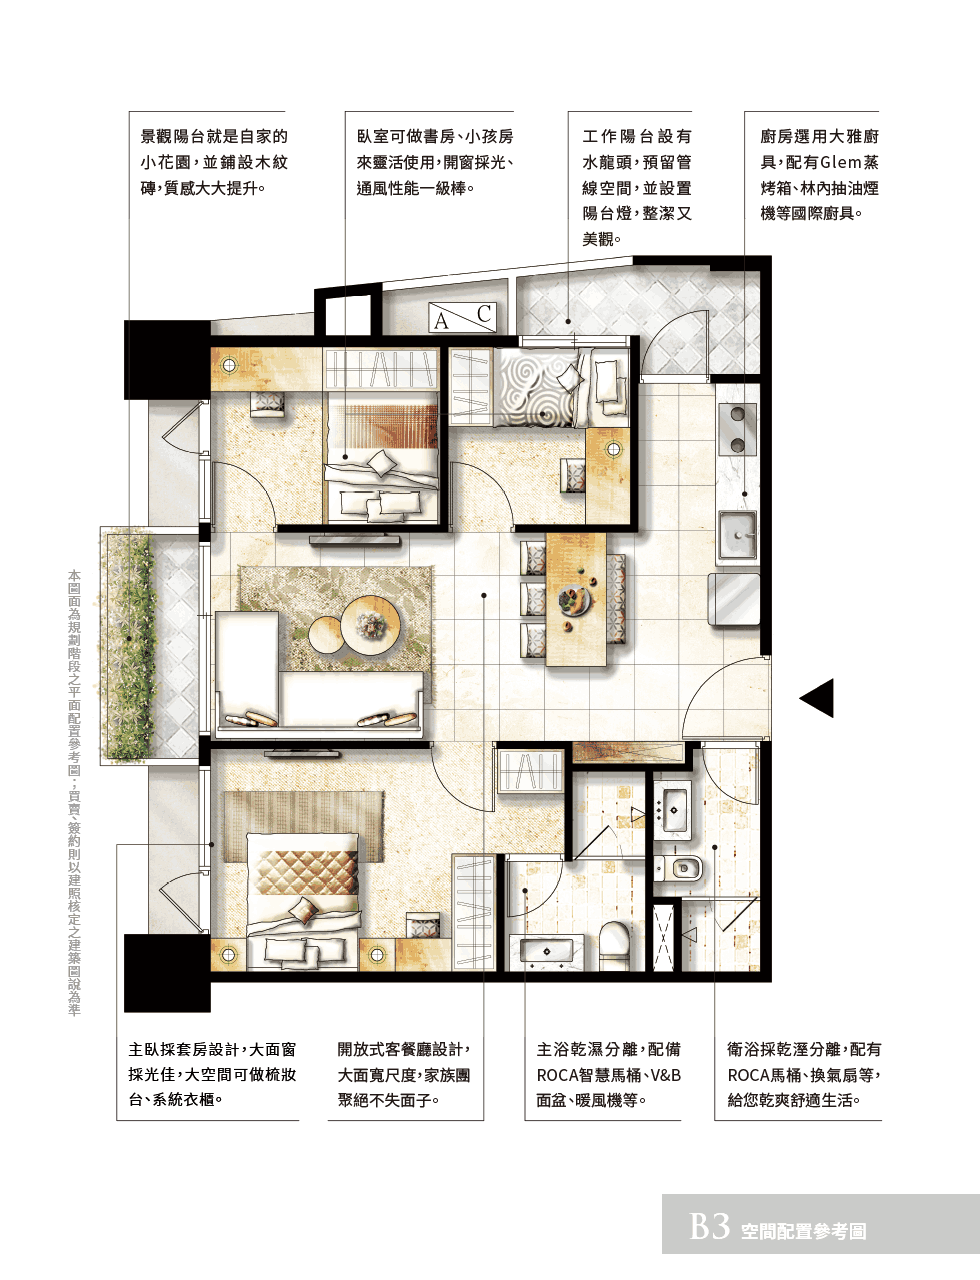 景觀陽台就是自家的
小花園，並鋪設木紋
磚，質感大大提升。
臥室可做書房、小孩房
來靈活使用，開窗採光、
通風性能一級棒。
工作陽台設有
水龍頭，預留管
線空間，並設置
陽台燈，整潔又
美觀。
廚房選用大雅廚
具，配有Glem蒸
烤箱、林內抽油煙
機等國際廚具。
A C
本圖面為規劃階段之平面配置參考圖；買賣、簽約則以建照核定之建築圖說為準
主臥採套房設計，大面窗
採光佳，大空間可做梳妝
台、系統衣櫃。
開放式客餐廳設計，
大面寬尺度，家族團
聚絕不失面子。
主浴乾濕分離，配備
ROCA智慧馬桶、V&B
面盆、暖風機等。
衛浴採乾溼分離，配有
ROCA馬桶、換氣扇等，
給您乾爽舒適生活。
B3 空間配置參考圖